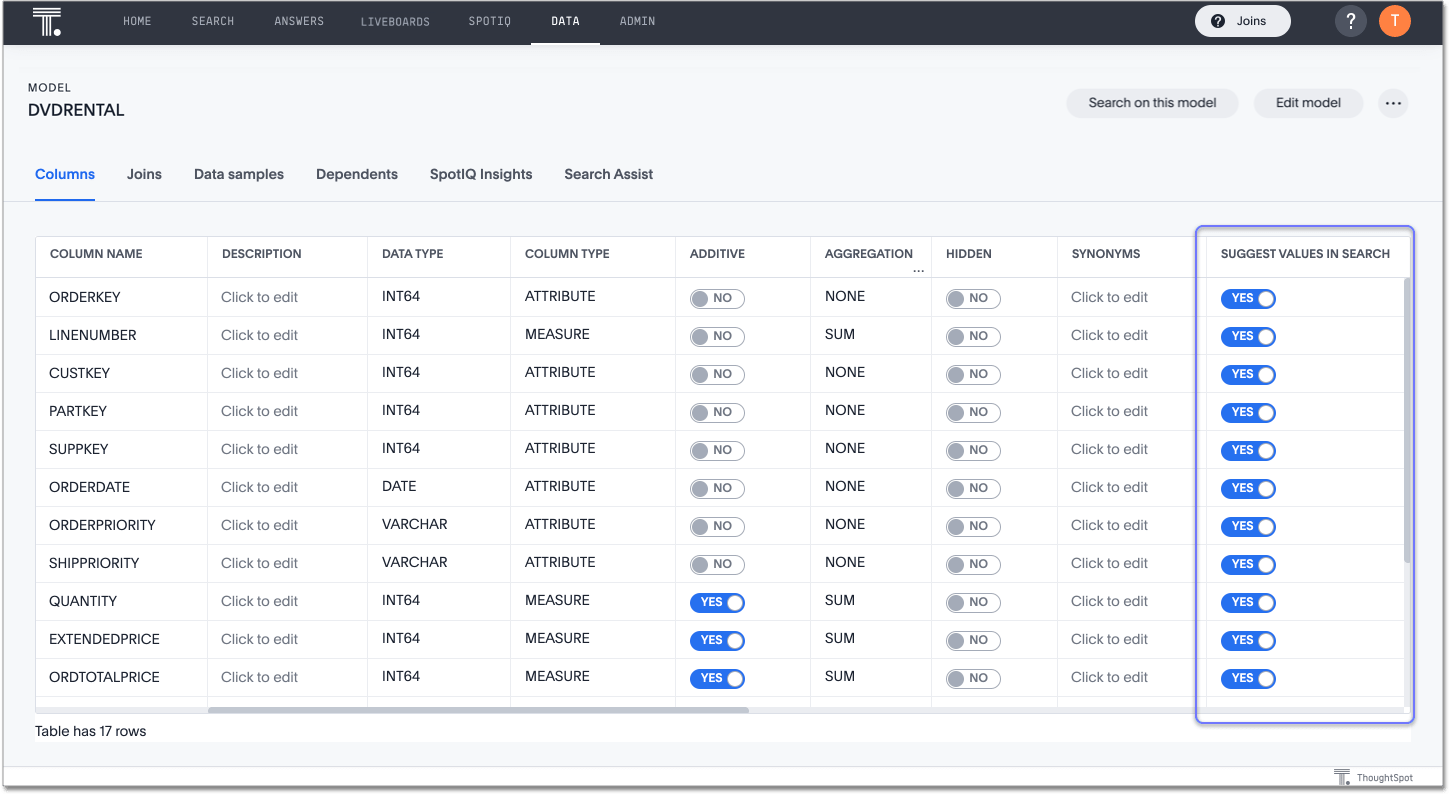 HOME SEARCH ANSWERS LIVEBOARDS SPOTIQ DATA ADMIN ? Joins ? T
MODEL
DVDRENTAL
Search on this model Edit model ...
Columns Joins Data samples Dependents SpotIQ Insights Search Assist
COLUMN NAME DESCRIPTION DATA TYPE COLUMN TYPE ADDITIVE AGGREGATION ... HIDDEN SYNONYMS SUGGEST VALUES IN SEARCH
ORDERKEY Click to edit INT64 ATTRIBUTE NO NONE NO Click to edit YES
LINENUMBER Click to edit INT64 MEASURE NO SUM NO Click to edit YES
CUSTKEY Click to edit INT64 ATTRIBUTE NO NONE NO Click to edit YES
PARTKEY Click to edit INT64 ATTRIBUTE NO NONE NO Click to edit YES
SUPPKEY Click to edit INT64 ATTRIBUTE NO NONE NO Click to edit YES
ORDERDATE Click to edit DATE ATTRIBUTE NO NONE NO Click to edit YES
ORDERPRIORITY Click to edit VARCHAR ATTRIBUTE NO NONE NO Click to edit YES
SHIPPRIORITY Click to edit VARCHAR ATTRIBUTE NO NONE NO Click to edit YES
QUANTITY Click to edit INT64 MEASURE YES SUM NO Click to edit YES
EXTENDEDPRICE Click to edit INT64 MEASURE YES SUM NO Click to edit YES
ORDTOTALPRICE Click to edit INT64 MEASURE YES SUM NO Click to edit YES
Table has 17 rows
ThoughtSpot